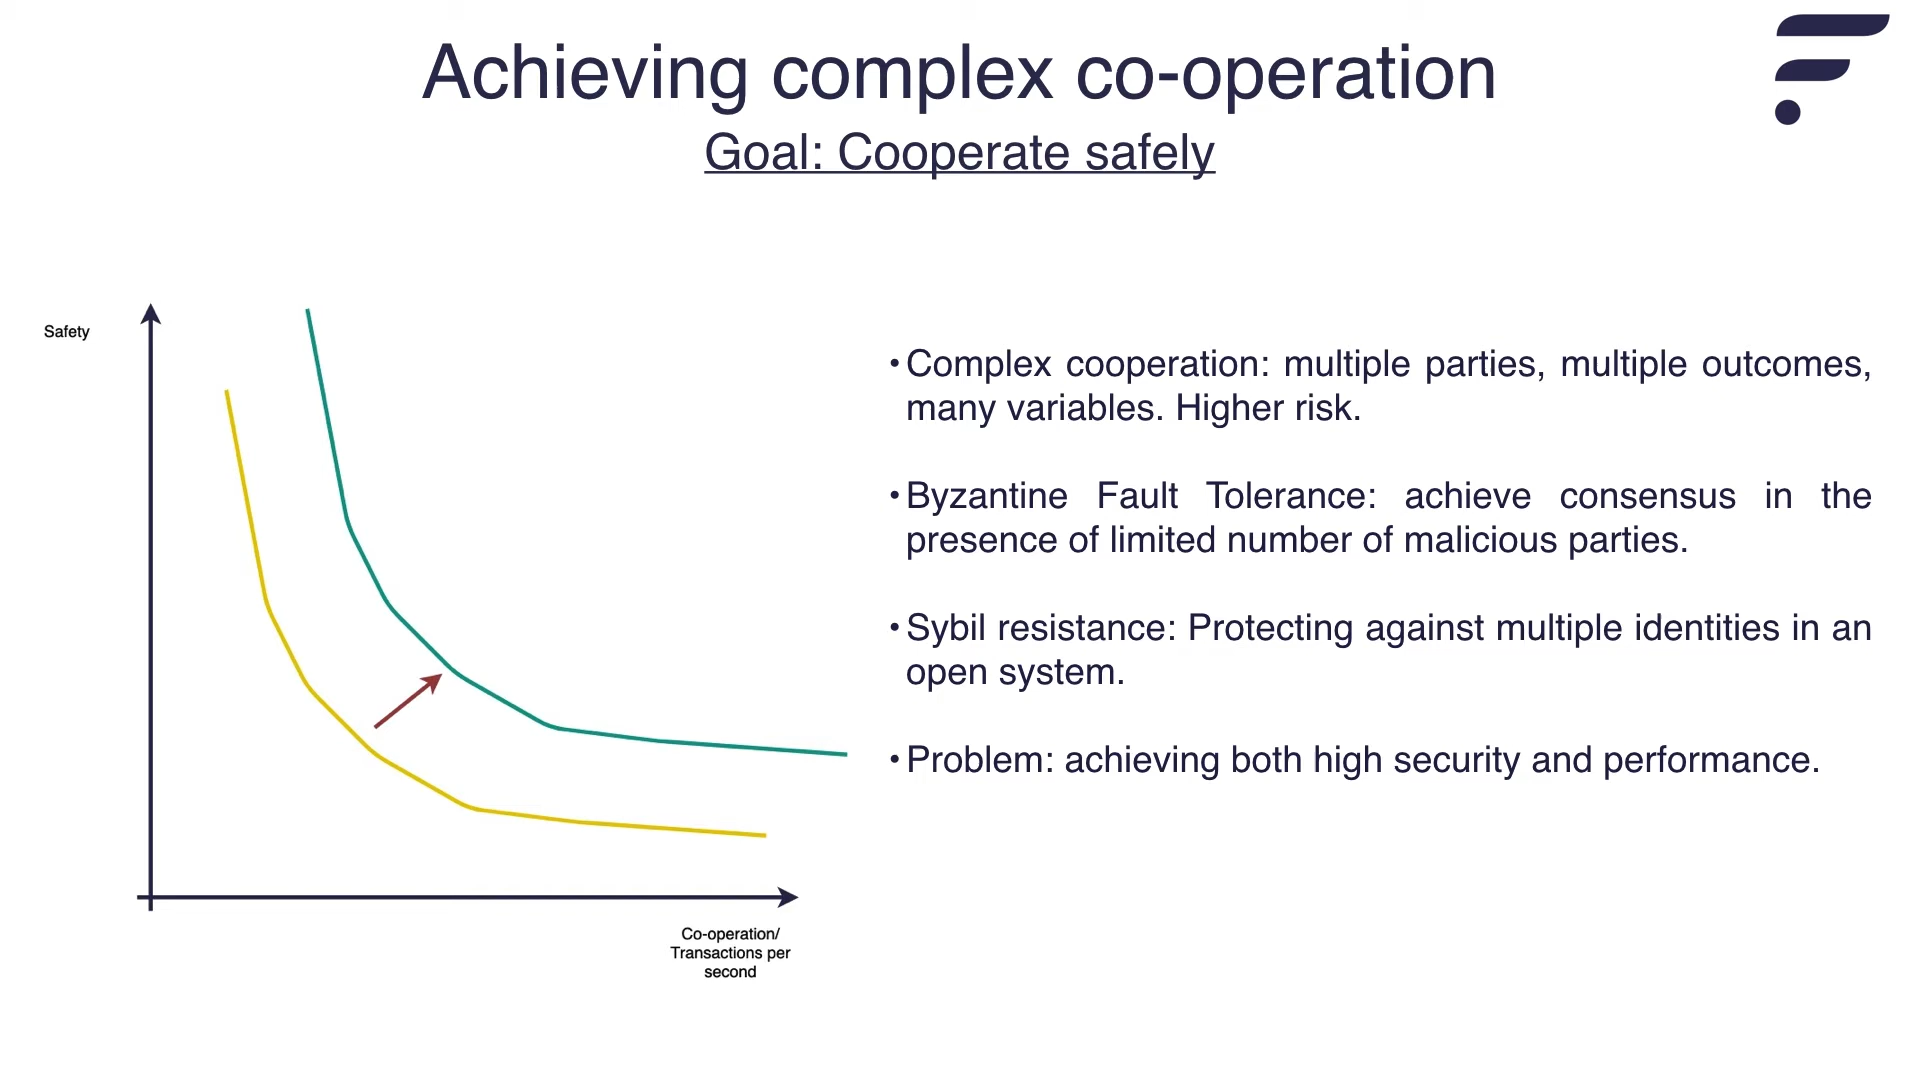 Achieving complex co-operation
Goal: Cooperate safely
Safety
Co-operation/
Transactions per
second
•Complex cooperation: multiple parties, multiple outcomes,
many variables. Higher risk.
•Byzantine Fault Tolerance: achieve consensus in the
presence of limited number of malicious parties.
•Sybil resistance: Protecting against multiple identities in an
open system.
•Problem: achieving both high security and performance.